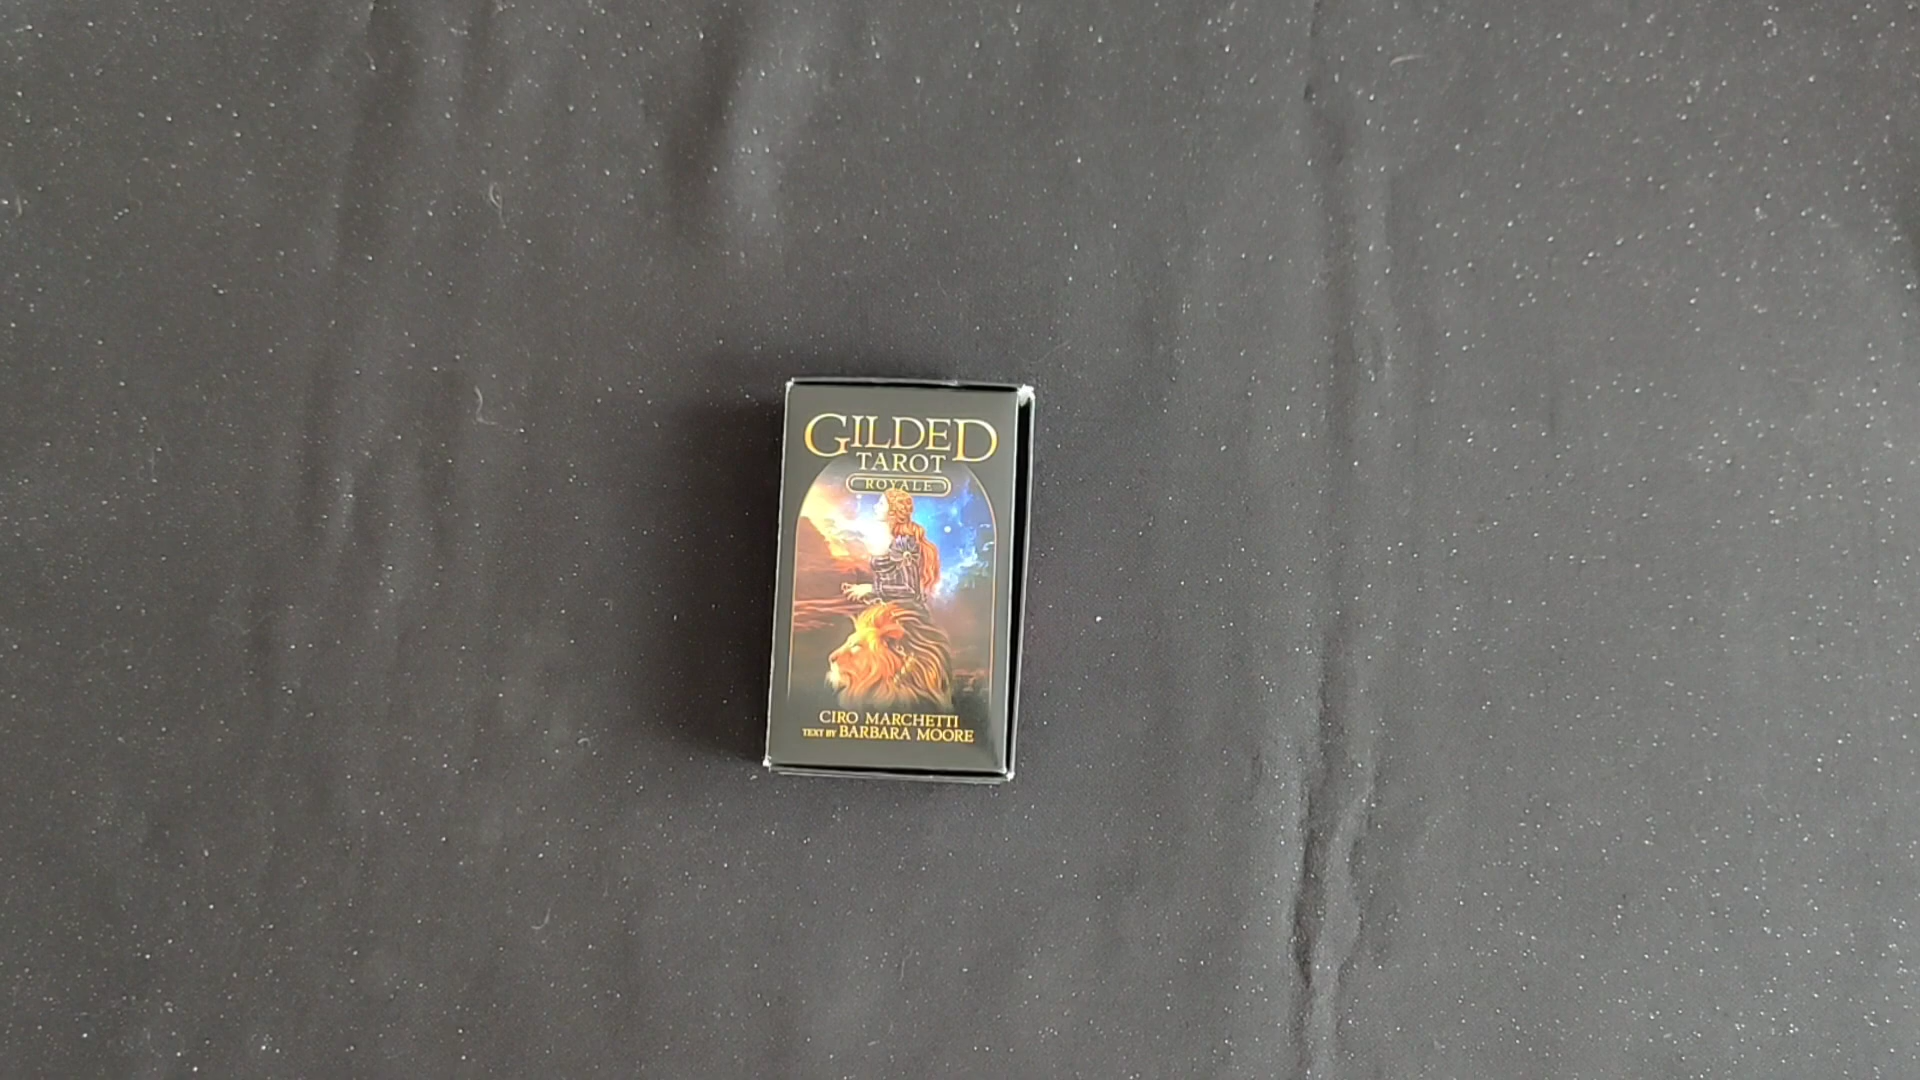 GILDED
TAROT
ROYALE
CIRO MARCHETTI
TEXT BY BARBARA MOORE